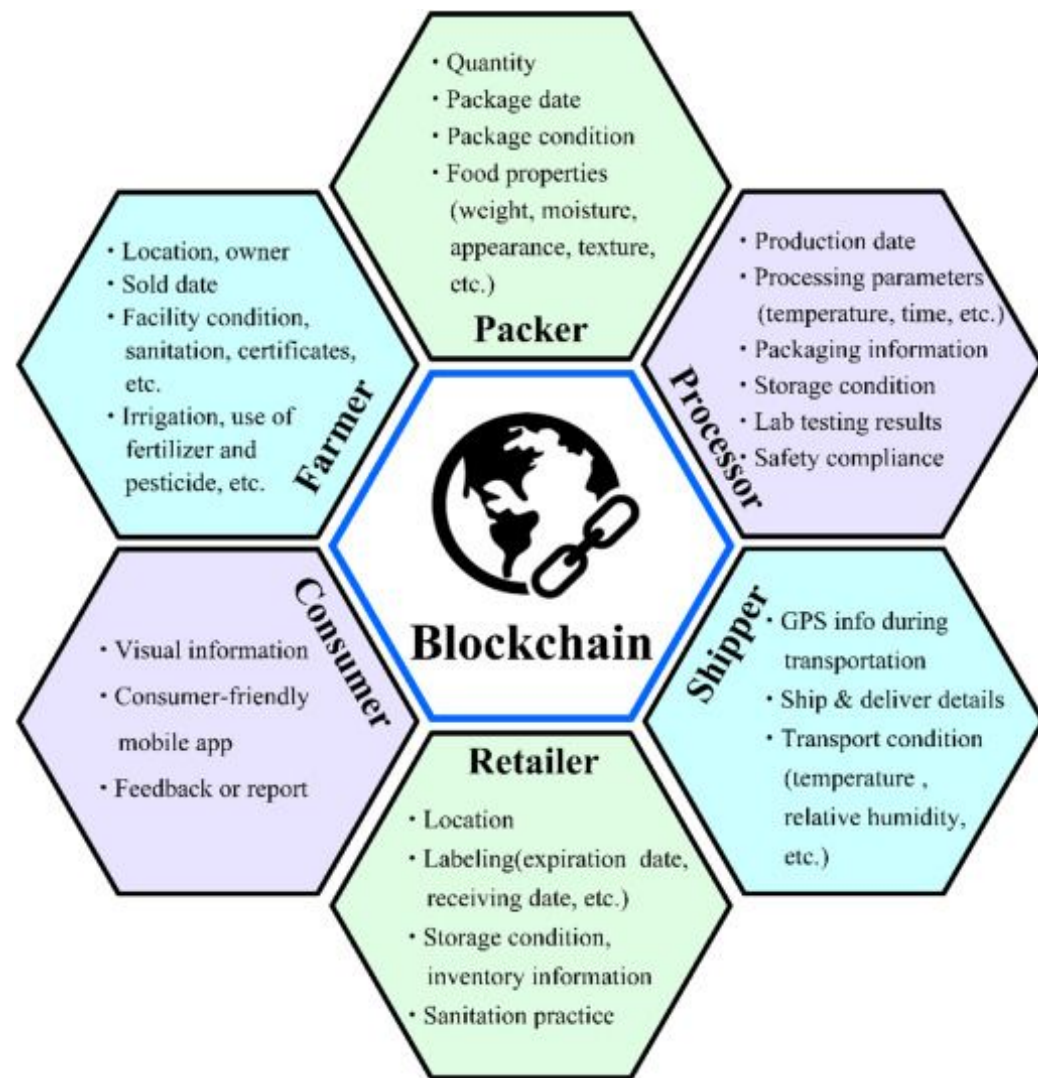 • Quantity
• Package date
• Package condition
• Food properties
(weight, moisture,
appearance, texture,
etc.)
Packer
• Location, owner
• Sold date
• Facility condition,
sanitation, certificates,
etc.
• Irrigation, use of
fertilizer and
pesticide, etc.
Farmer
• Production date
• Processing parameters
(temperature, time, etc.)
• Packaging information
• Storage condition
• Lab testing results
• Safety compliance
Processor
Blockchain
Consumer
• Visual information
• Consumer-friendly
mobile app
• Feedback or report
Shipper
• GPS info during
transportation
• Ship & deliver details
• Transport condition
(temperature ,
relative humidity,
etc.)
Retailer
• Location
• Labeling(expiration date,
receiving date, etc.)
• Storage condition,
inventory information
• Sanitation practice